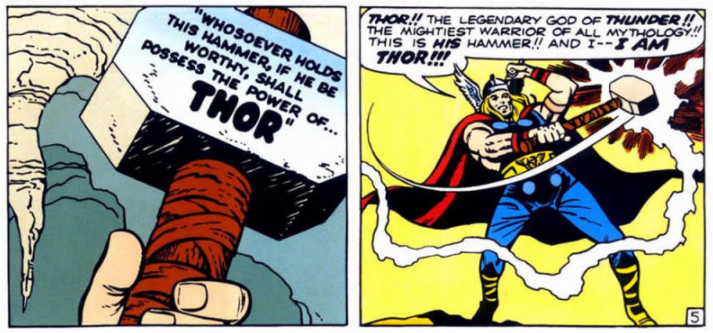 "WHOSOEVER HOLDS
THIS HAMMER, IF HE BE
WORTHY, SHALL
POSSESS THE POWER OF...
THOR"
THOR!! THE LEGENDARY GOD OF THUNDER!!
THE MIGHTIEST WARRIOR OF ALL MYTHOLOGY!!
THIS IS HIS HAMMER!! AND I--I AM
THOR!!!
5